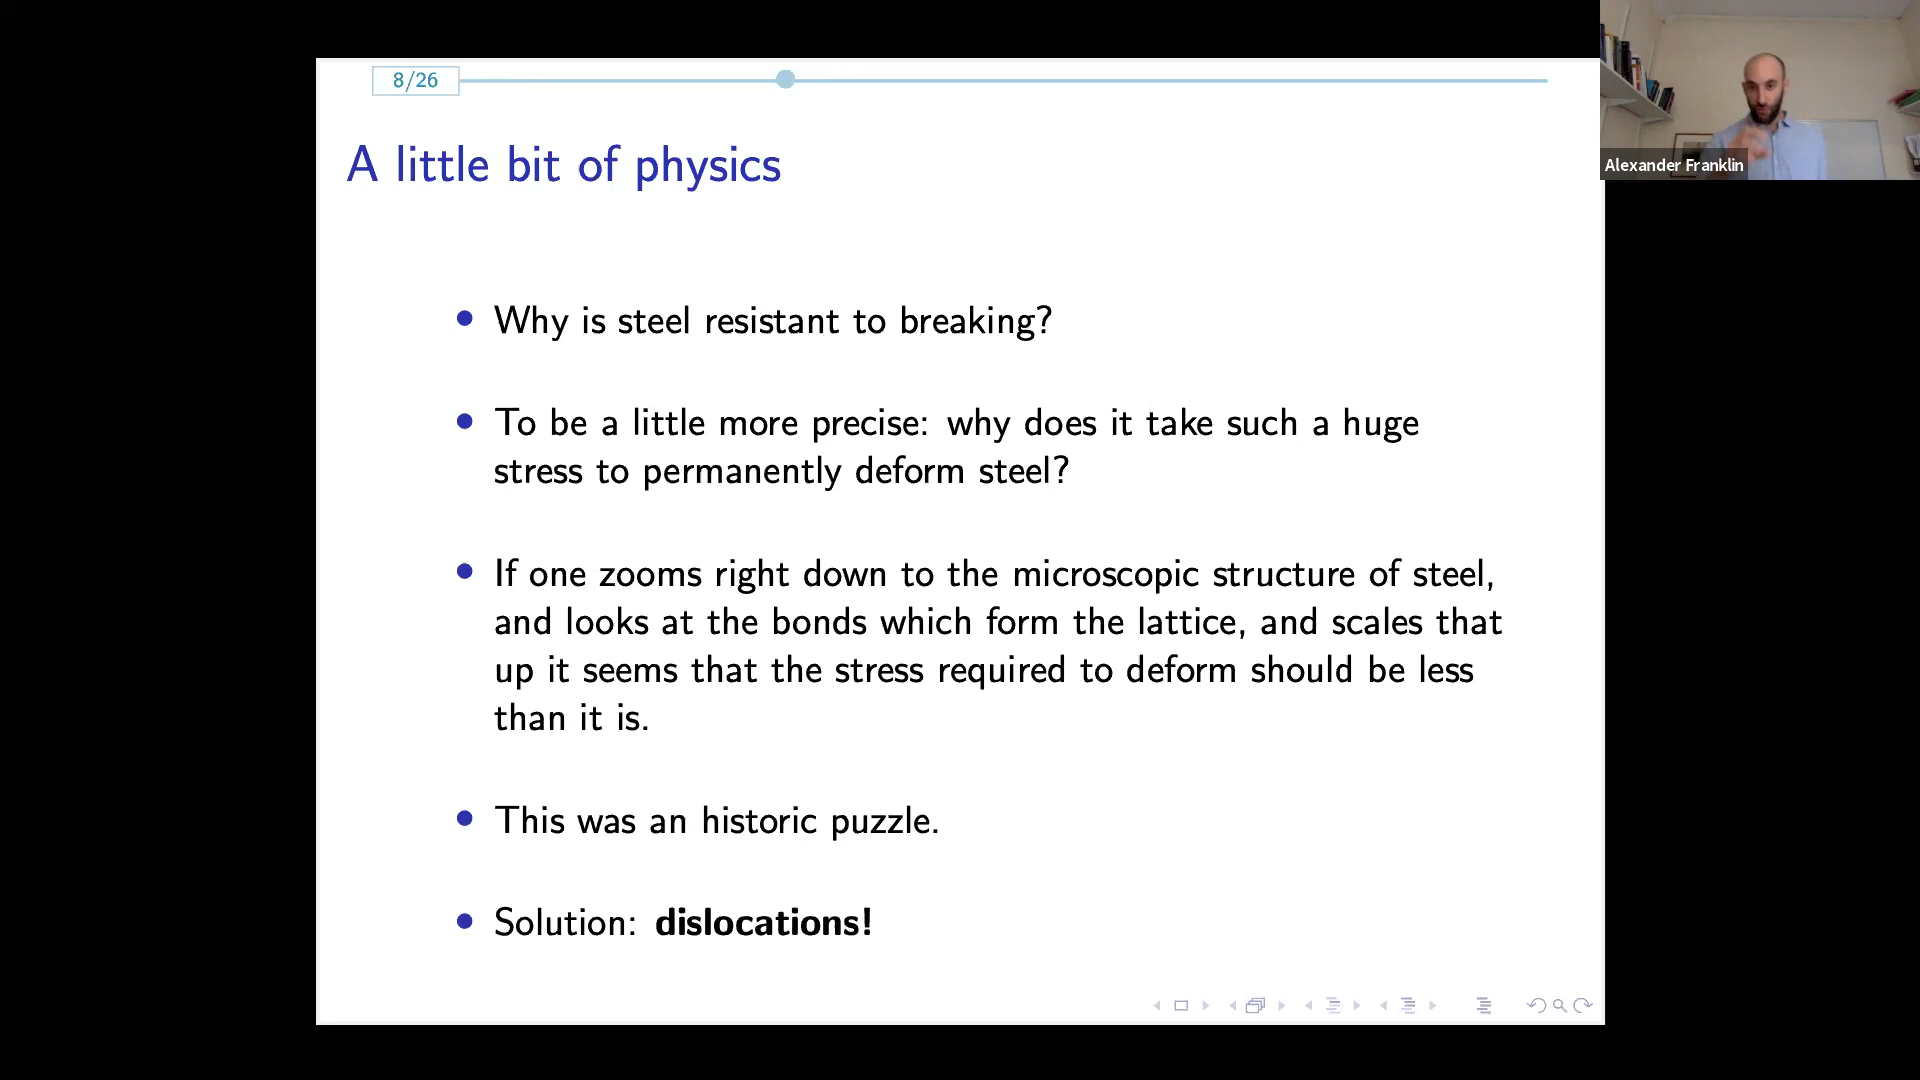 8/26
A little bit of physics
Why is steel resistant to breaking?
To be a little more precise: why does it take such a huge
stress to permanently deform steel?
If one zooms right down to the microscopic structure of steel,
and looks at the bonds which form the lattice, and scales that
up it seems that the stress required to deform should be less
than it is.
This was an historic puzzle.
Solution: dislocations!
Alexander Franklin